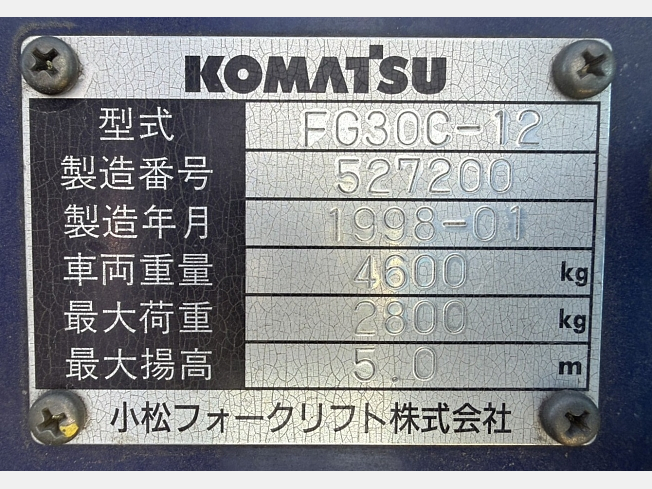 KOMATSU
型式 FG30C-12
製造番号 527200
製造年月 1998-01
車両重量 4600 kg
最大荷重 2800 kg
最大揚高 5.0 m
小松フォークリフト株式会社